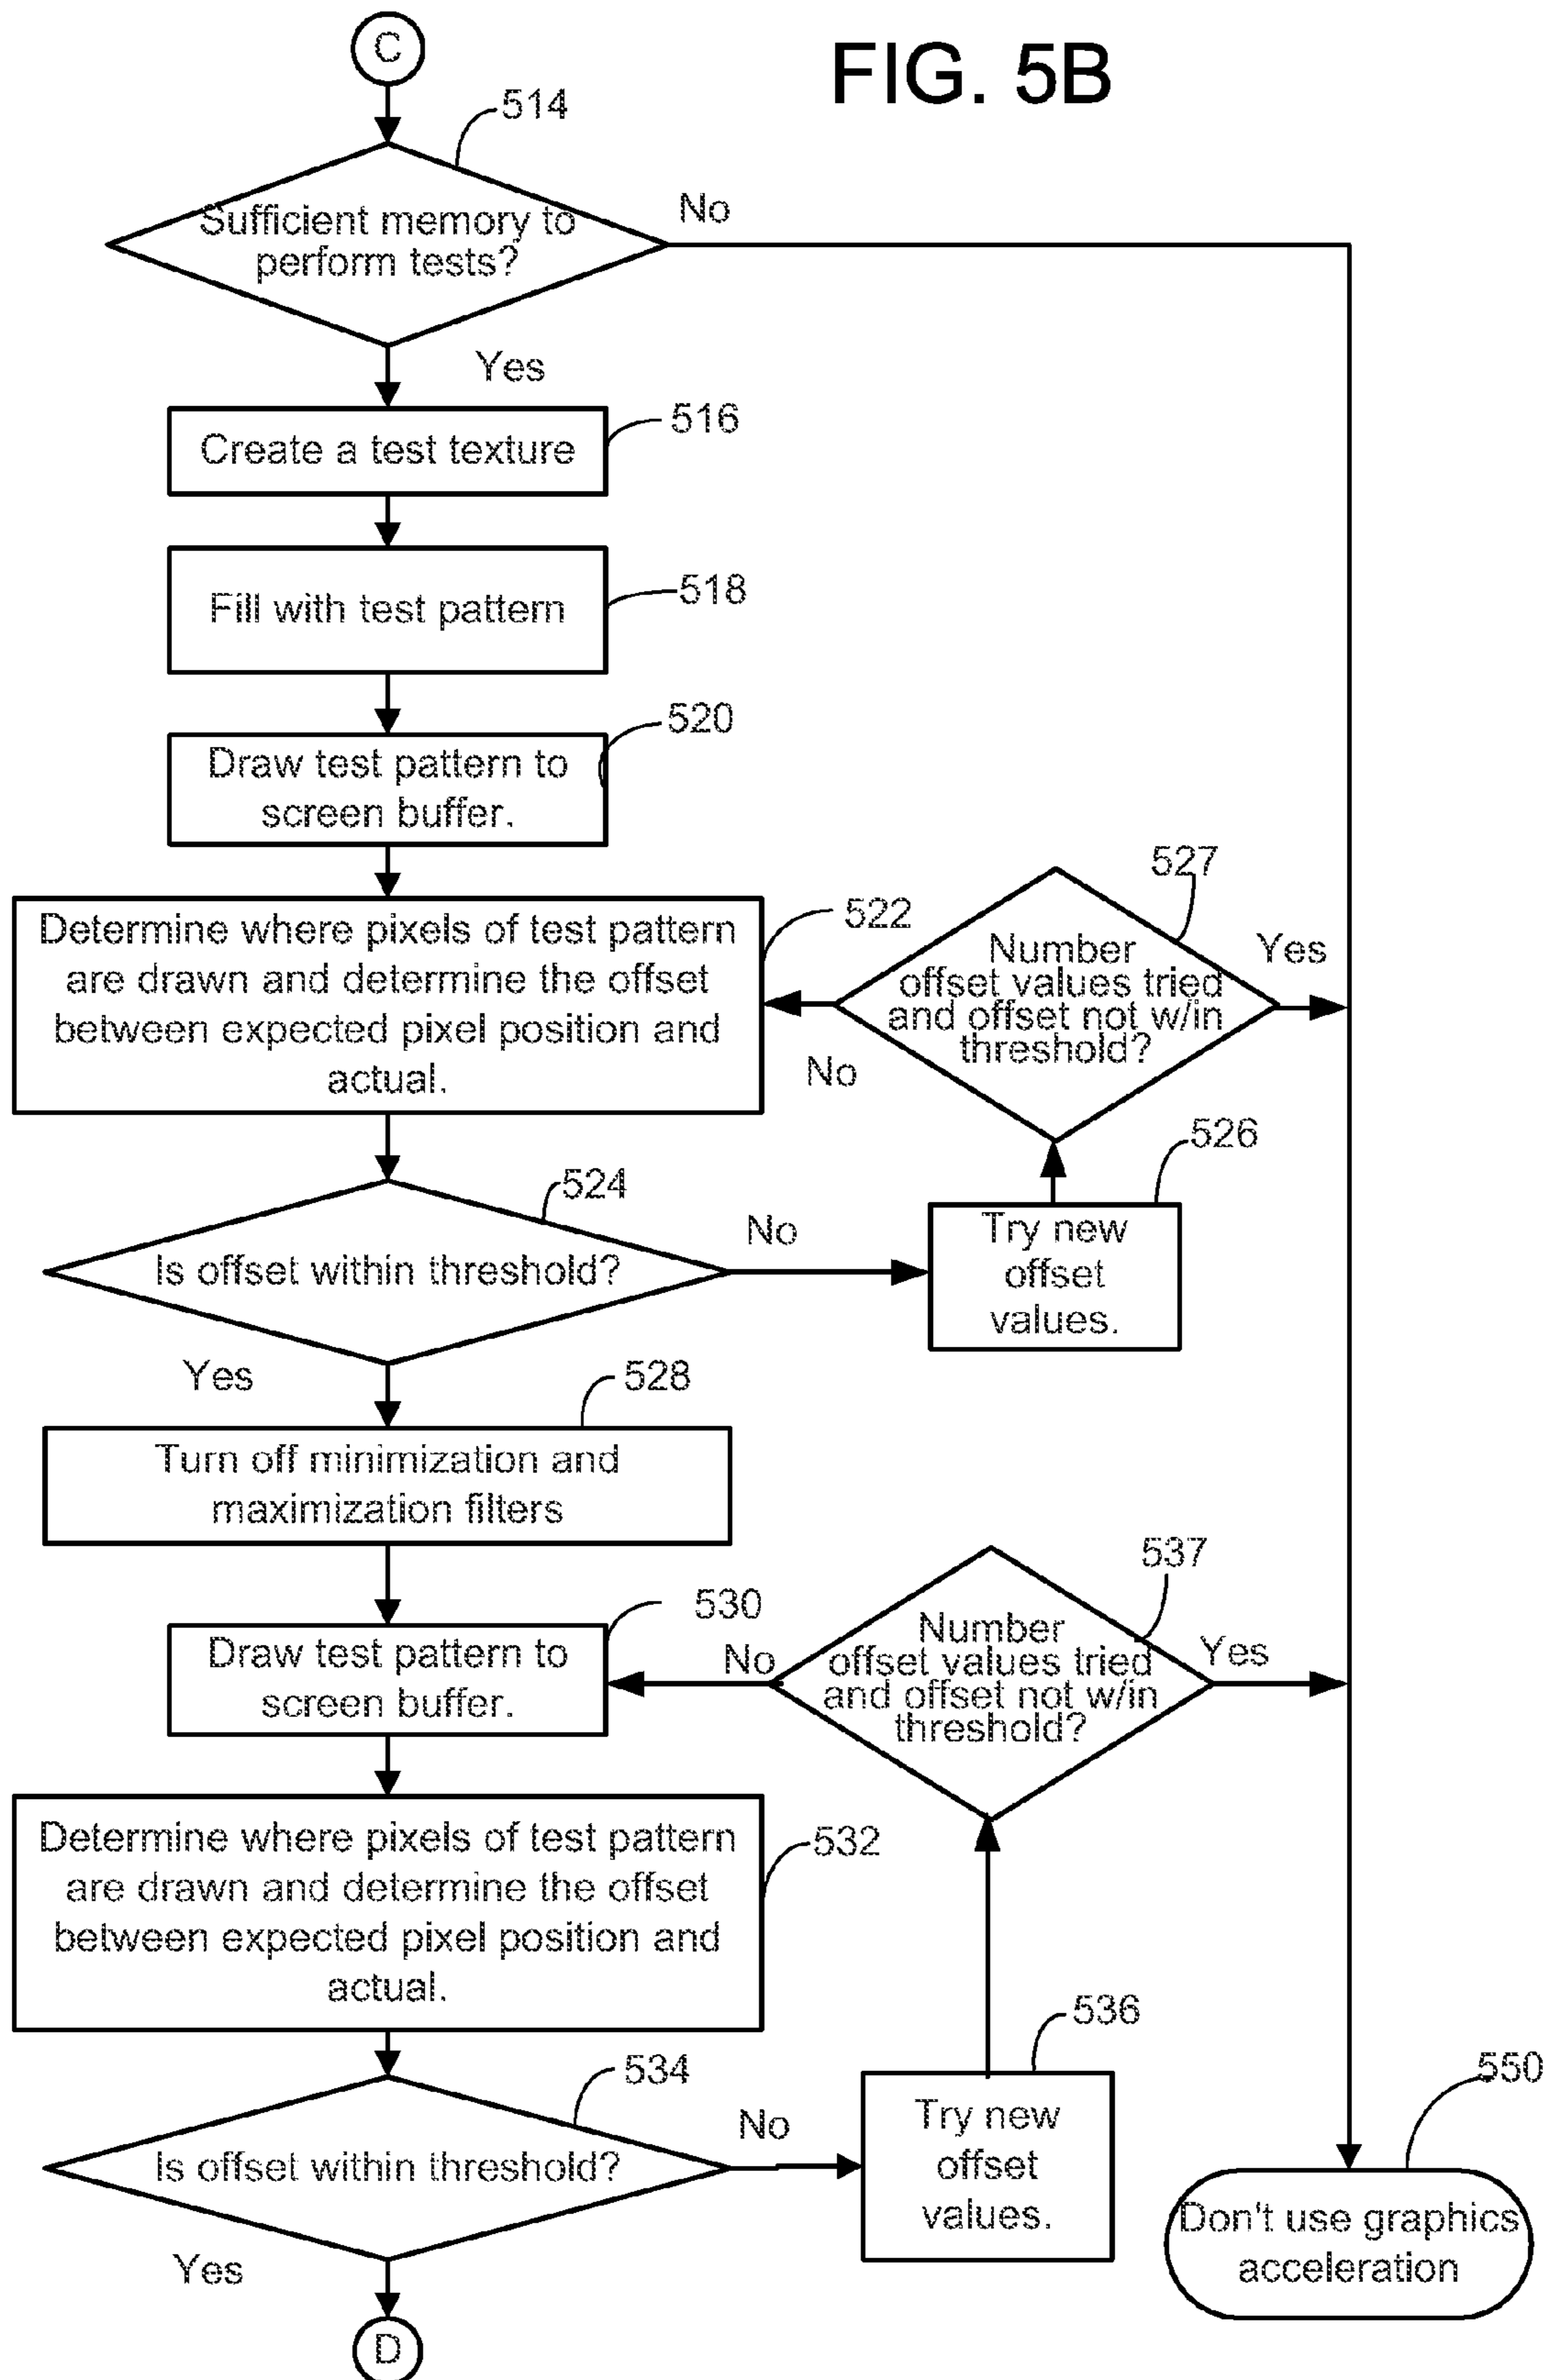 C
FIG. 5B
514
Sufficient memory to
perform tests?
No
Yes
516
Create a test texture
518
Fill with test pattern
520
Draw test pattern to
screen buffer.
522
Determine where pixels of test pattern
are drawn and determine the offset
between expected pixel position and
actual.
527
Number
offset values tried
and offset not w/in
threshold?
Yes
No
526
Try new
offset
values.
524
Is offset within threshold?
No
Yes
528
Turn off minimization and
maximization filters
530
Draw test pattern to
screen buffer.
537
Number
offset values tried
and offset not w/in
threshold?
No
Yes
532
Determine where pixels of test pattern
are drawn and determine the offset
between expected pixel position and
actual.
536
Try new
offset
values.
534
Is offset within threshold?
No
Yes
550
Don't use graphics
acceleration
D